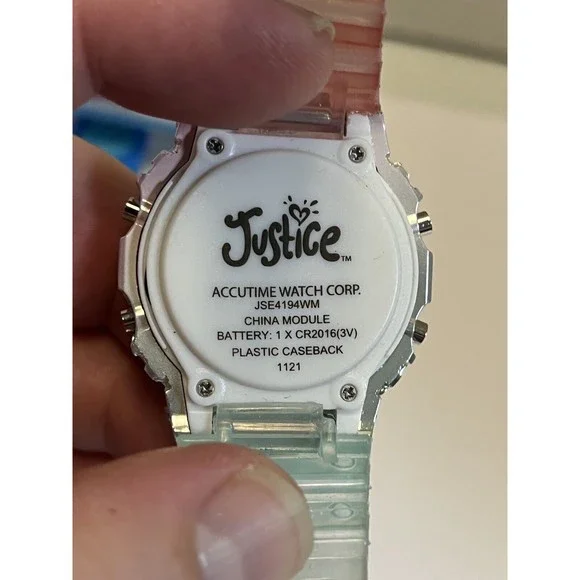 Justice™
ACCUTIME WATCH CORP.
JSE4194WM
CHINA MODULE
BATTERY: 1 X CR2016(3V)
PLASTIC CASEBACK
1121